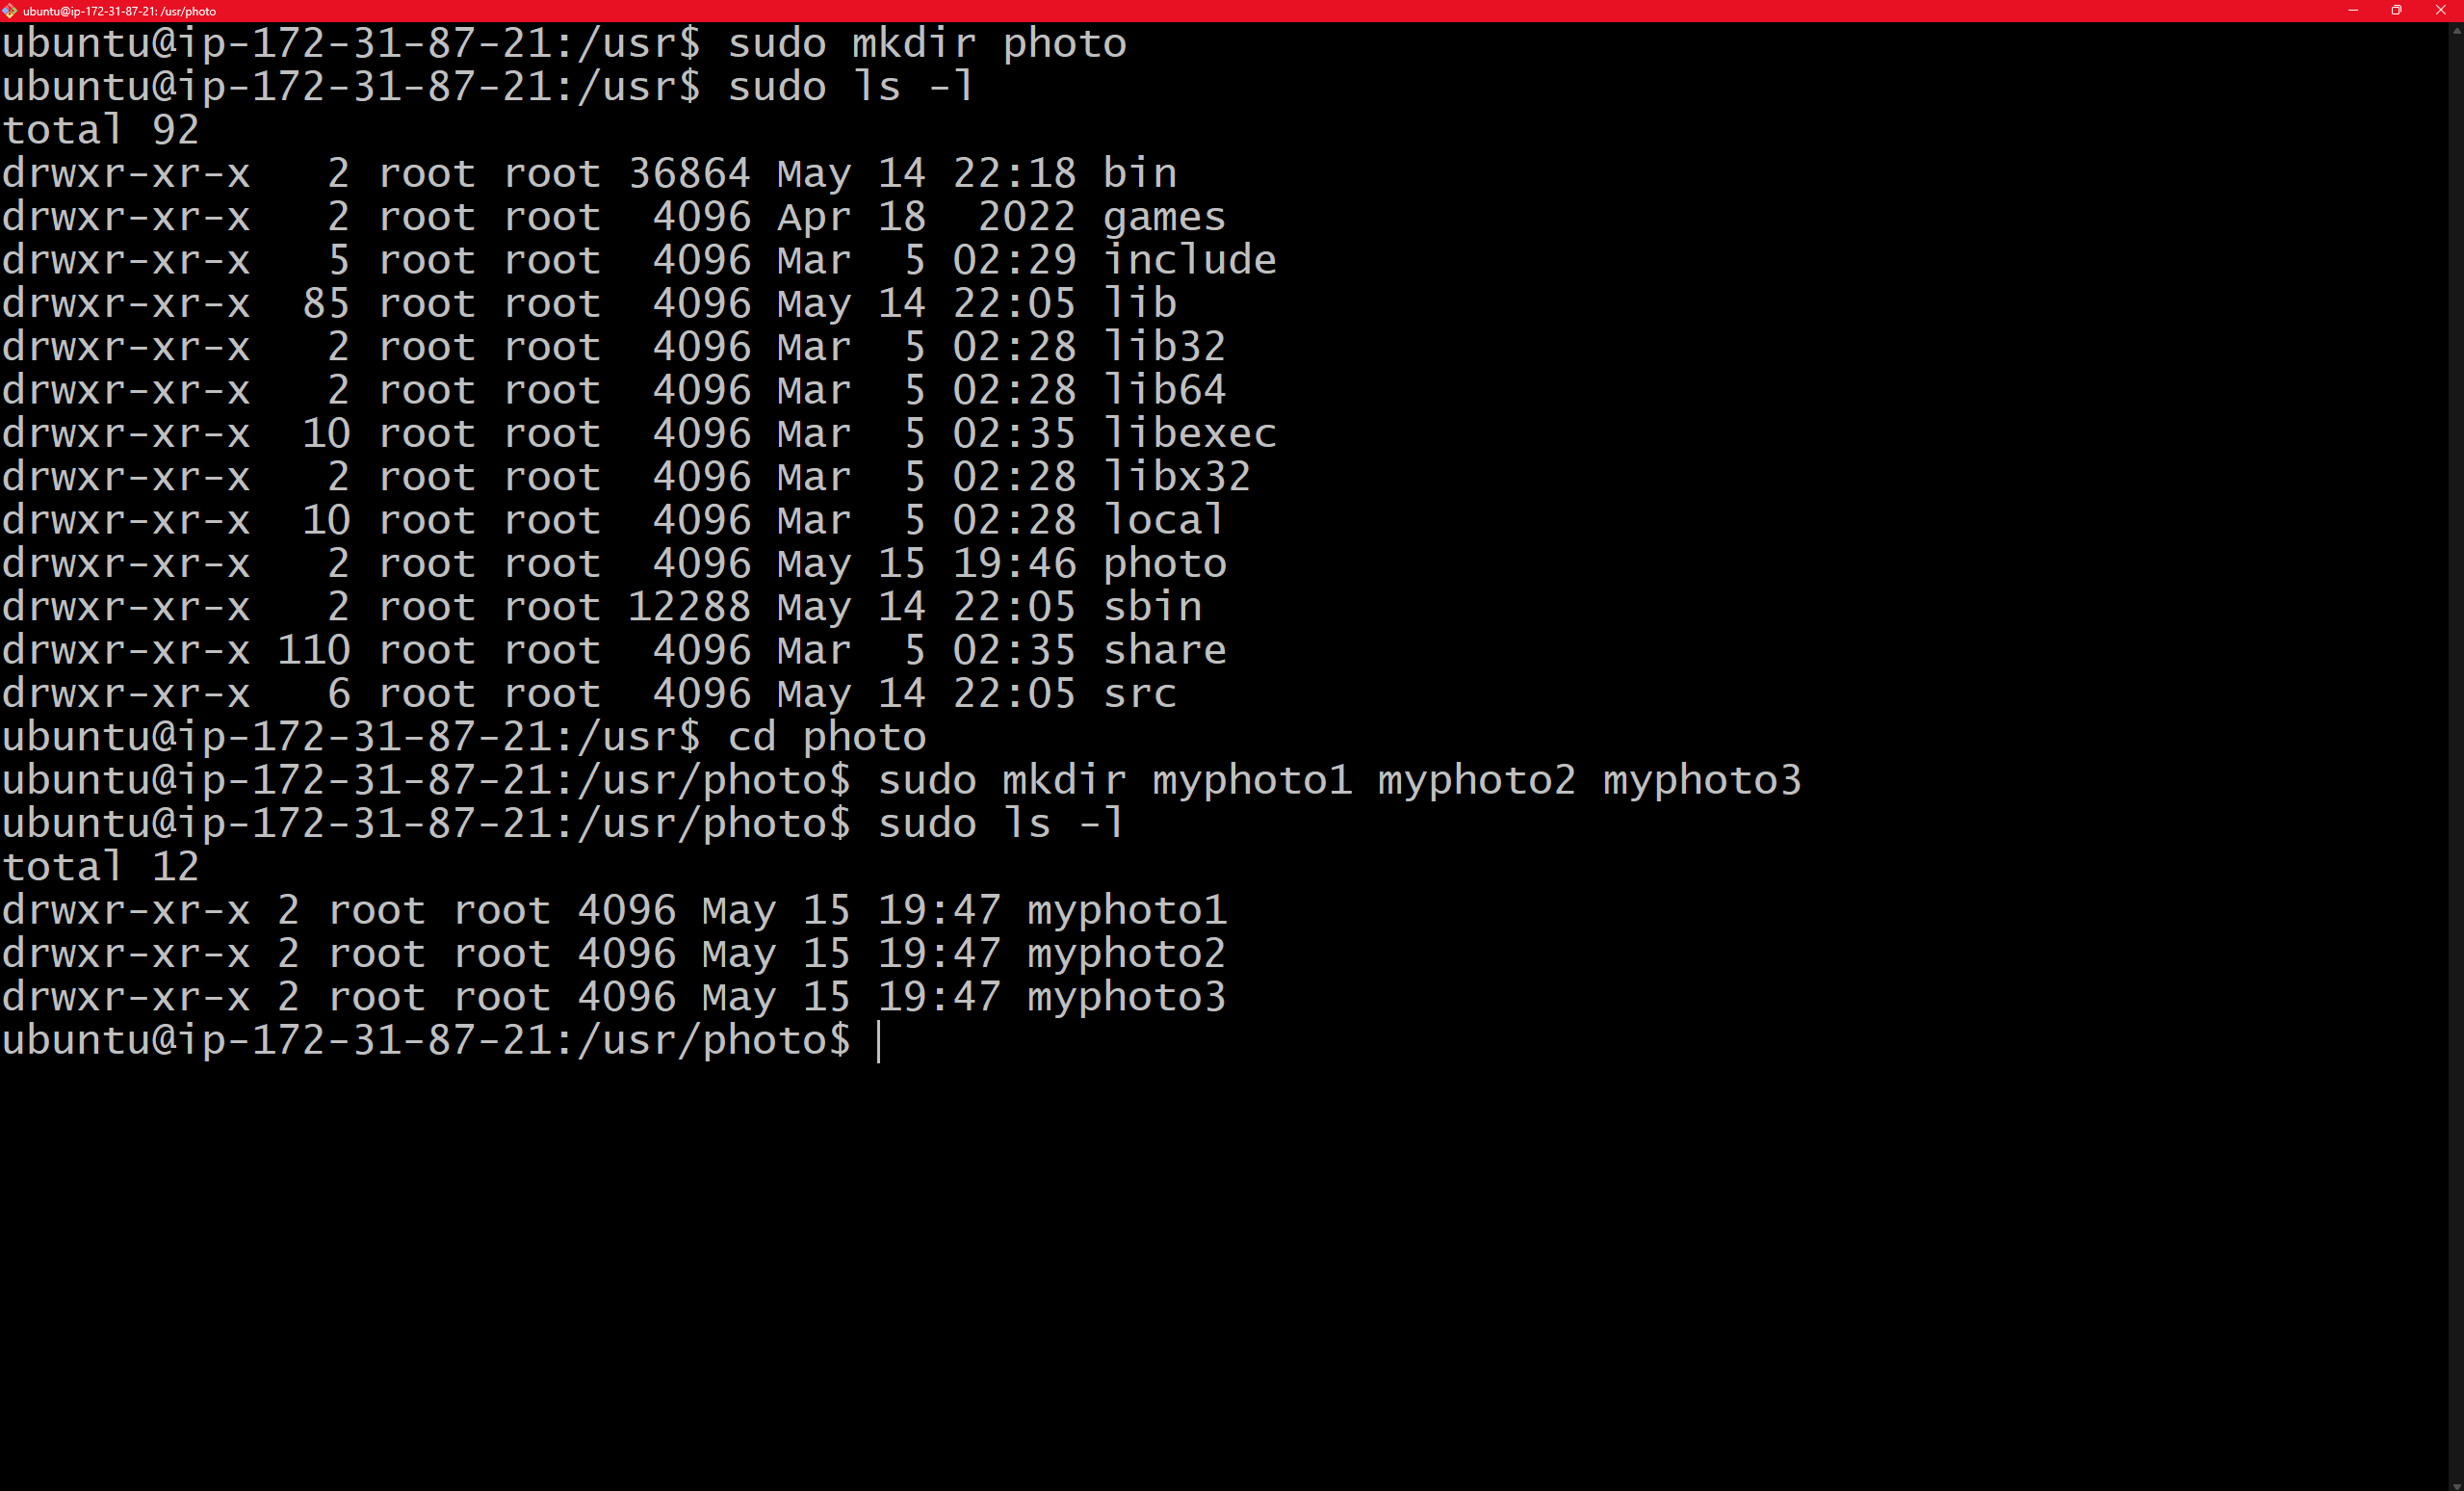 ubuntu@ip-172-31-87-21: /usr/photo
ubuntu@ip-172-31-87-21:/usr$ sudo mkdir photo
ubuntu@ip-172-31-87-21:/usr$ sudo ls -l
total 92
drwxr-xr-x   2 root root 36864 May 14 22:18 bin
drwxr-xr-x   2 root root  4096 Apr 18  2022 games
drwxr-xr-x   5 root root  4096 Mar  5 02:29 include
drwxr-xr-x  85 root root  4096 May 14 22:05 lib
drwxr-xr-x   2 root root  4096 Mar  5 02:28 lib32
drwxr-xr-x   2 root root  4096 Mar  5 02:28 lib64
drwxr-xr-x  10 root root  4096 Mar  5 02:35 libexec
drwxr-xr-x   2 root root  4096 Mar  5 02:28 libx32
drwxr-xr-x  10 root root  4096 Mar  5 02:28 local
drwxr-xr-x   2 root root  4096 May 15 19:46 photo
drwxr-xr-x   2 root root 12288 May 14 22:05 sbin
drwxr-xr-x 110 root root  4096 Mar  5 02:35 share
drwxr-xr-x   6 root root  4096 May 14 22:05 src
ubuntu@ip-172-31-87-21:/usr$ cd photo
ubuntu@ip-172-31-87-21:/usr/photo$ sudo mkdir myphoto1 myphoto2 myphoto3
ubuntu@ip-172-31-87-21:/usr/photo$ sudo ls -l
total 12
drwxr-xr-x 2 root root 4096 May 15 19:47 myphoto1
drwxr-xr-x 2 root root 4096 May 15 19:47 myphoto2
drwxr-xr-x 2 root root 4096 May 15 19:47 myphoto3
ubuntu@ip-172-31-87-21:/usr/photo$